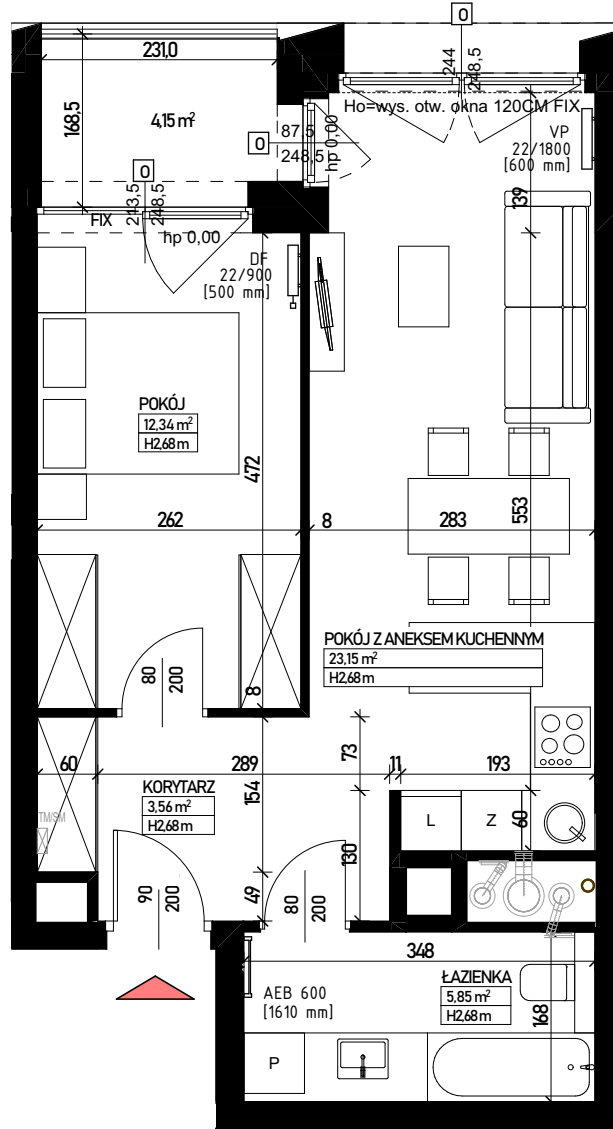 0
231,0
244
248,5
Ho=wys. otw. okna 120CM FIX
168,5
4,15 m²
0
87,5
248,5
hp 0,00
VP
22/1800
[600 mm]
0
213,5
248,5
FIX
hp 0,00
139
DF
22/900
[500 mm]
POKÓJ
12,34 m²
H2,68m
472
553
262
8
283
POKÓJ Z ANEKSEM KUCHENNYM
23,15 m²
H2,68m
80
200
8
60
289
73
11
193
KORYTARZ
3,56 m²
H2,68m
154
TM/SM
L
Z
60
130
90
200
49
80
200
348
AEB 600
[1610 mm]
ŁAZIENKA
5,85 m²
H2,68m
168
P